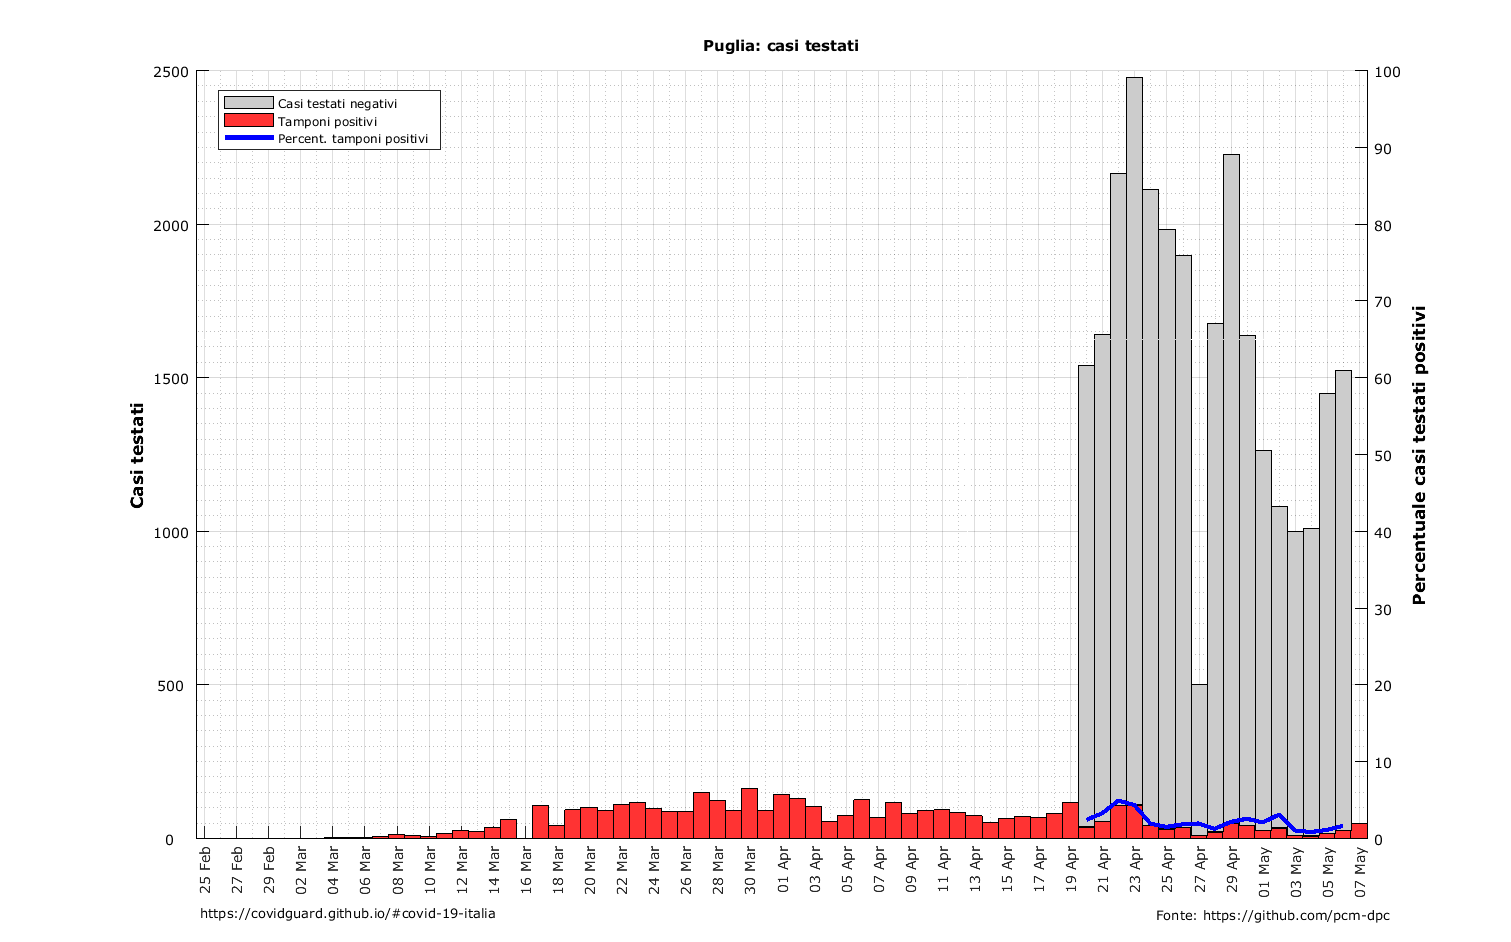 Puglia: casi testati
Casi testati negativi
Tamponi positivi
Percent. tamponi positivi
Casi testati
2500
2000
1500
1000
500
0
100
90
80
70
60
50
40
30
20
10
0
Percentuale casi testati positivi
25 Feb
27 Feb
29 Feb
02 Mar
04 Mar
06 Mar
08 Mar
10 Mar
12 Mar
14 Mar
16 Mar
18 Mar
20 Mar
22 Mar
24 Mar
26 Mar
28 Mar
30 Mar
01 Apr
03 Apr
05 Apr
07 Apr
09 Apr
11 Apr
13 Apr
15 Apr
17 Apr
19 Apr
21 Apr
23 Apr
25 Apr
27 Apr
29 Apr
01 May
03 May
05 May
07 May
https://covidguard.github.io/#covid-19-italia
Fonte: https://github.com/pcm-dpc